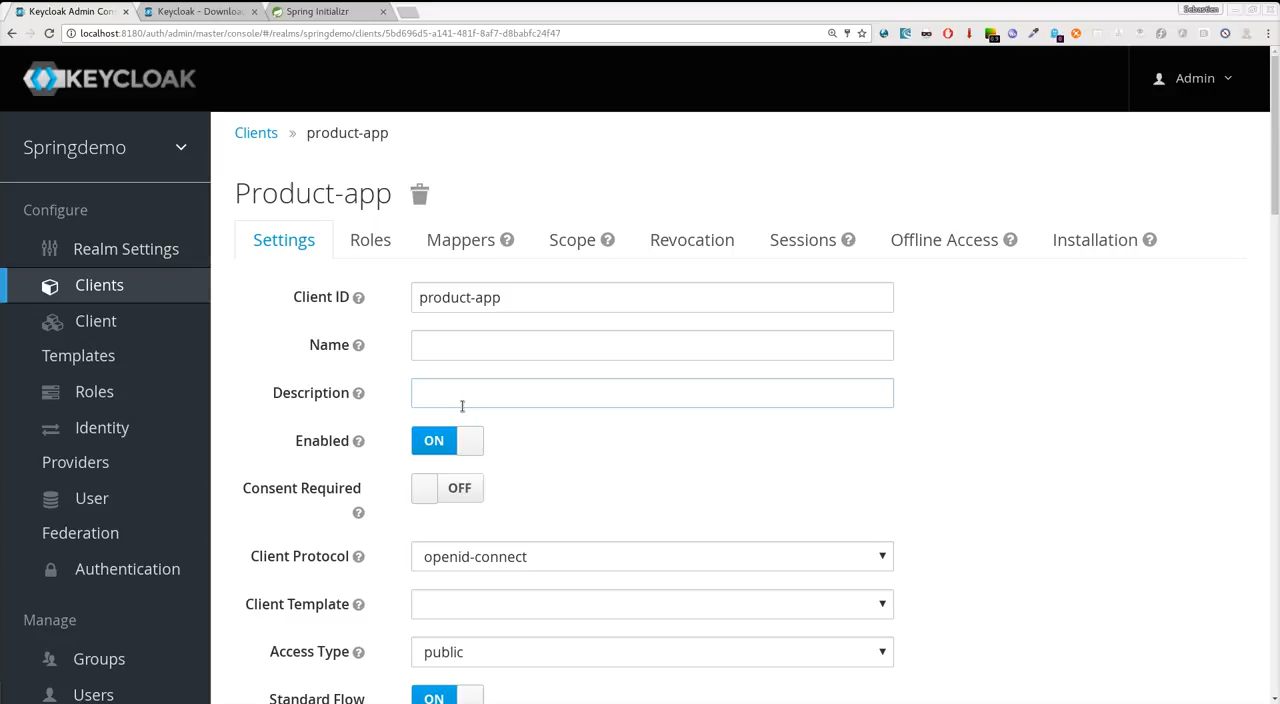 Keycloak Admin Con
Keycloak - Downloa
Spring Initializr
Sebastien
localhost:8180/auth/admin/master/console/#/realms/springdemo/clients/5bd696d5-a141-481f-8af7-d8babfc24f47
KEYCLOAK
Admin
Springdemo
Configure
Realm Settings
Clients
Client
Templates
Roles
Identity
Providers
User
Federation
Authentication
Manage
Groups
Users
Clients » product-app
Product-app
Settings Roles Mappers Scope Revocation Sessions Offline Access Installation
Client ID product-app
Name
Description
Enabled ON
Consent Required OFF
Client Protocol openid-connect
Client Template
Access Type public
Standard Flow ON